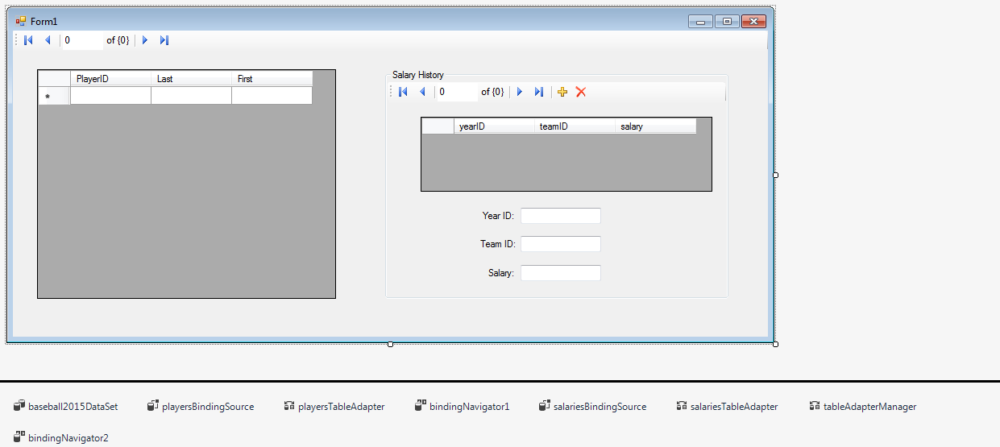 Form1
0 of {0}
PlayerID Last First
*
Salary History
0 of {0}
yearID teamID salary
Year ID:
Team ID:
Salary:
baseball2015DataSet playersBindingSource playersTableAdapter bindingNavigator1 salariesBindingSource salariesTableAdapter tableAdapterManager
bindingNavigator2